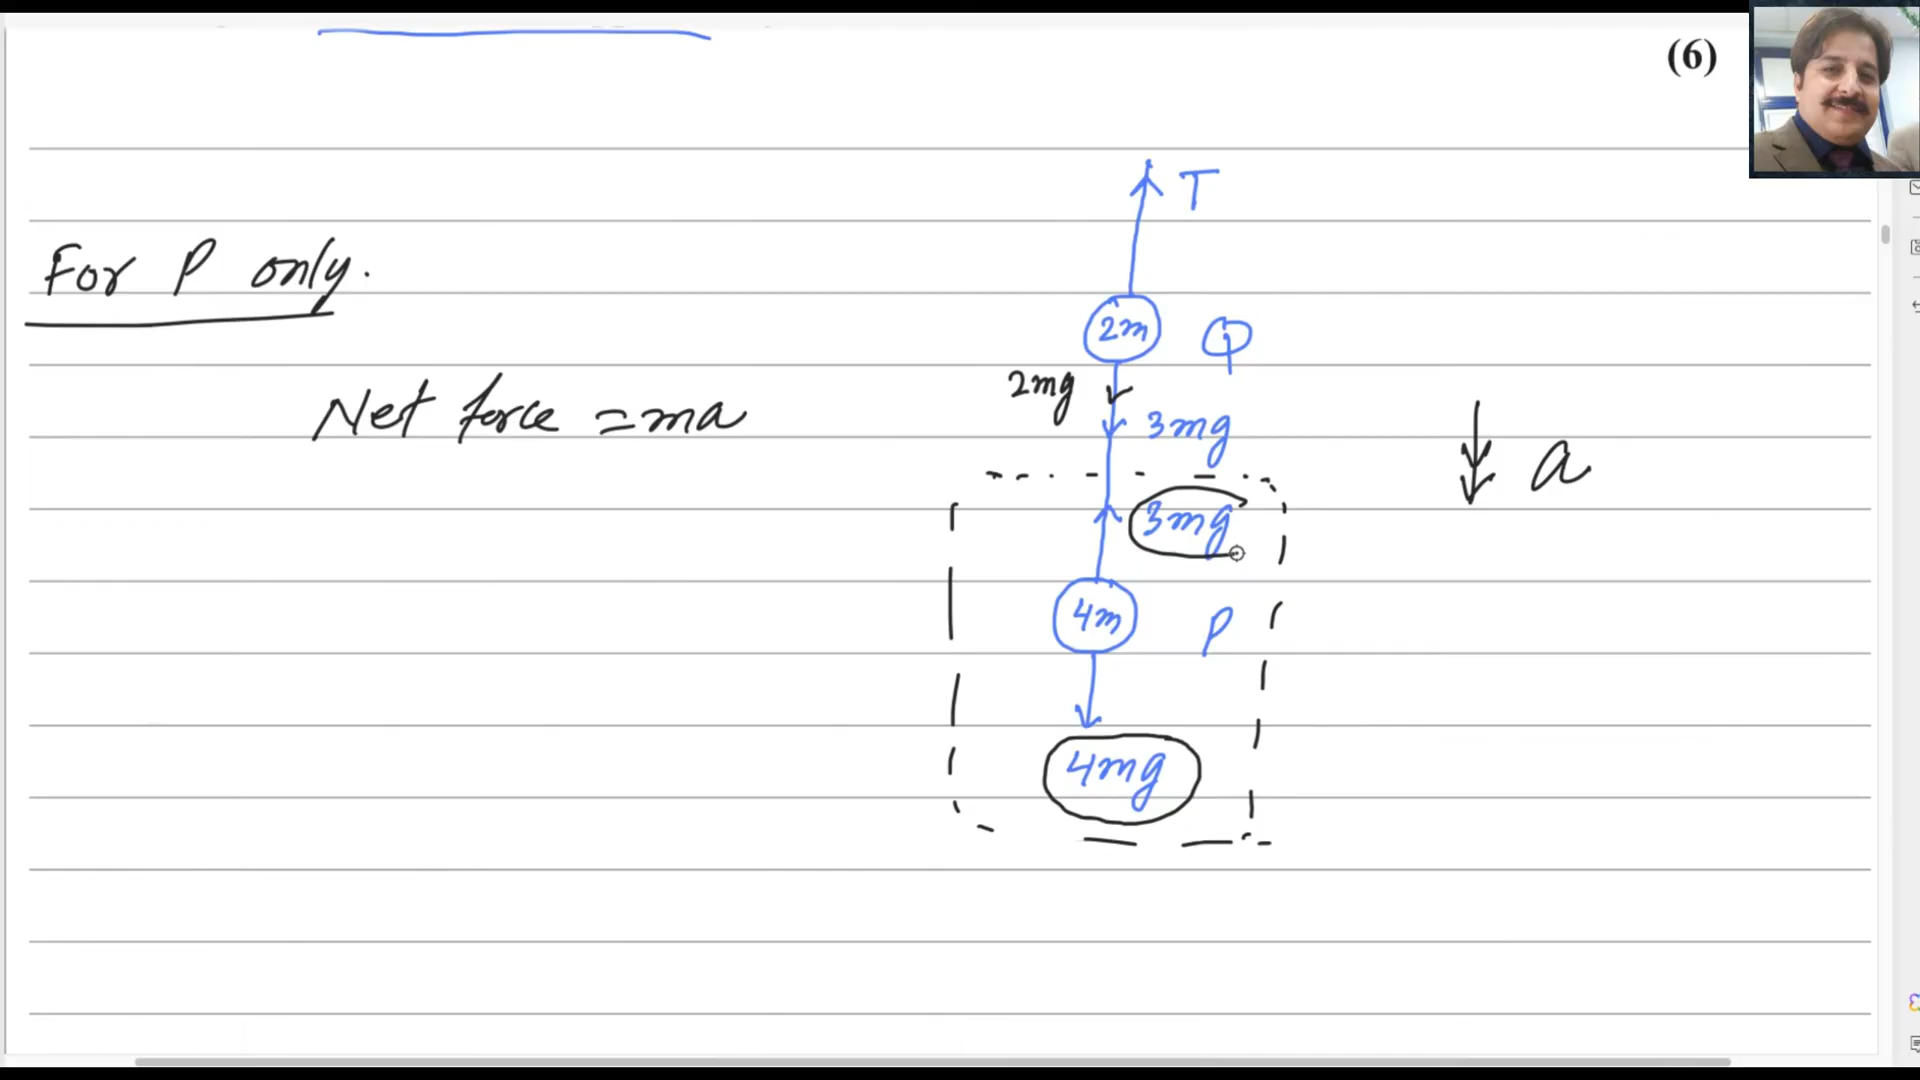 (6)
T
For P only.
2m Q
2mg
Net force = ma
3mg
a
3mg
4m P
4mg